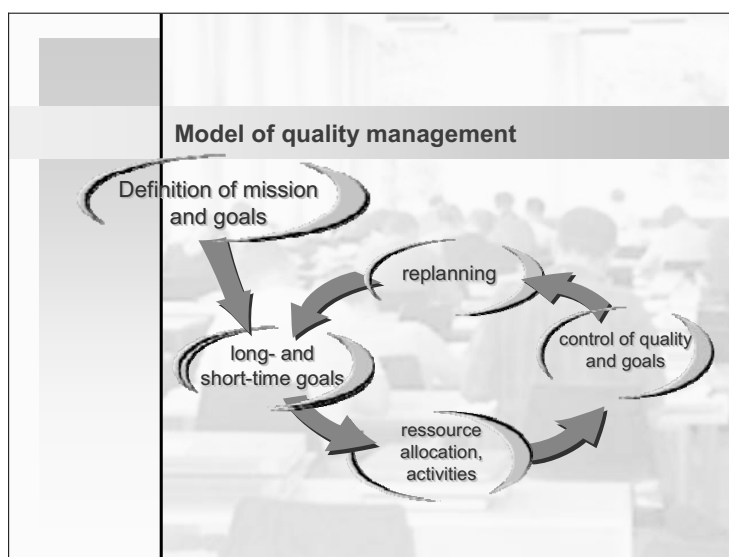 Model of quality management
Definition of mission
and goals
replanning
control of quality
and goals
long- and
short-time goals
ressource
allocation,
activities